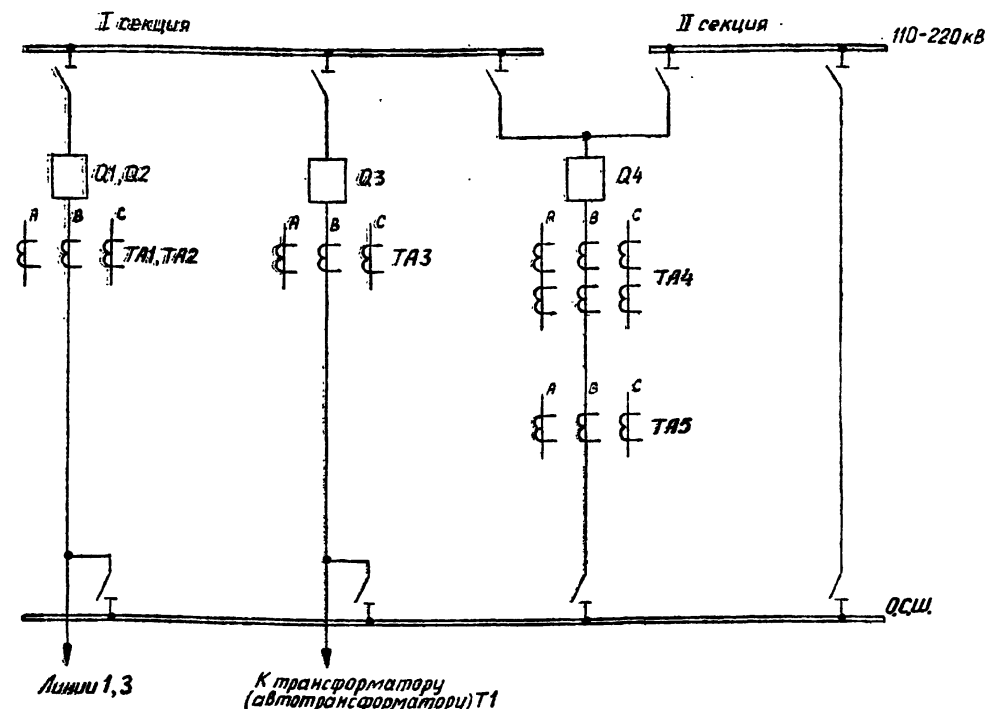 I секция
II секция
110-220 кВ
Q1, Q2
Q3
Q4
A B C
TA1, TA2
A B C
TA3
A B C
TA4
A B C
TA5
О.С.Ш.
Линии 1,3
К трансформатору
(автотрансформатору) Т1